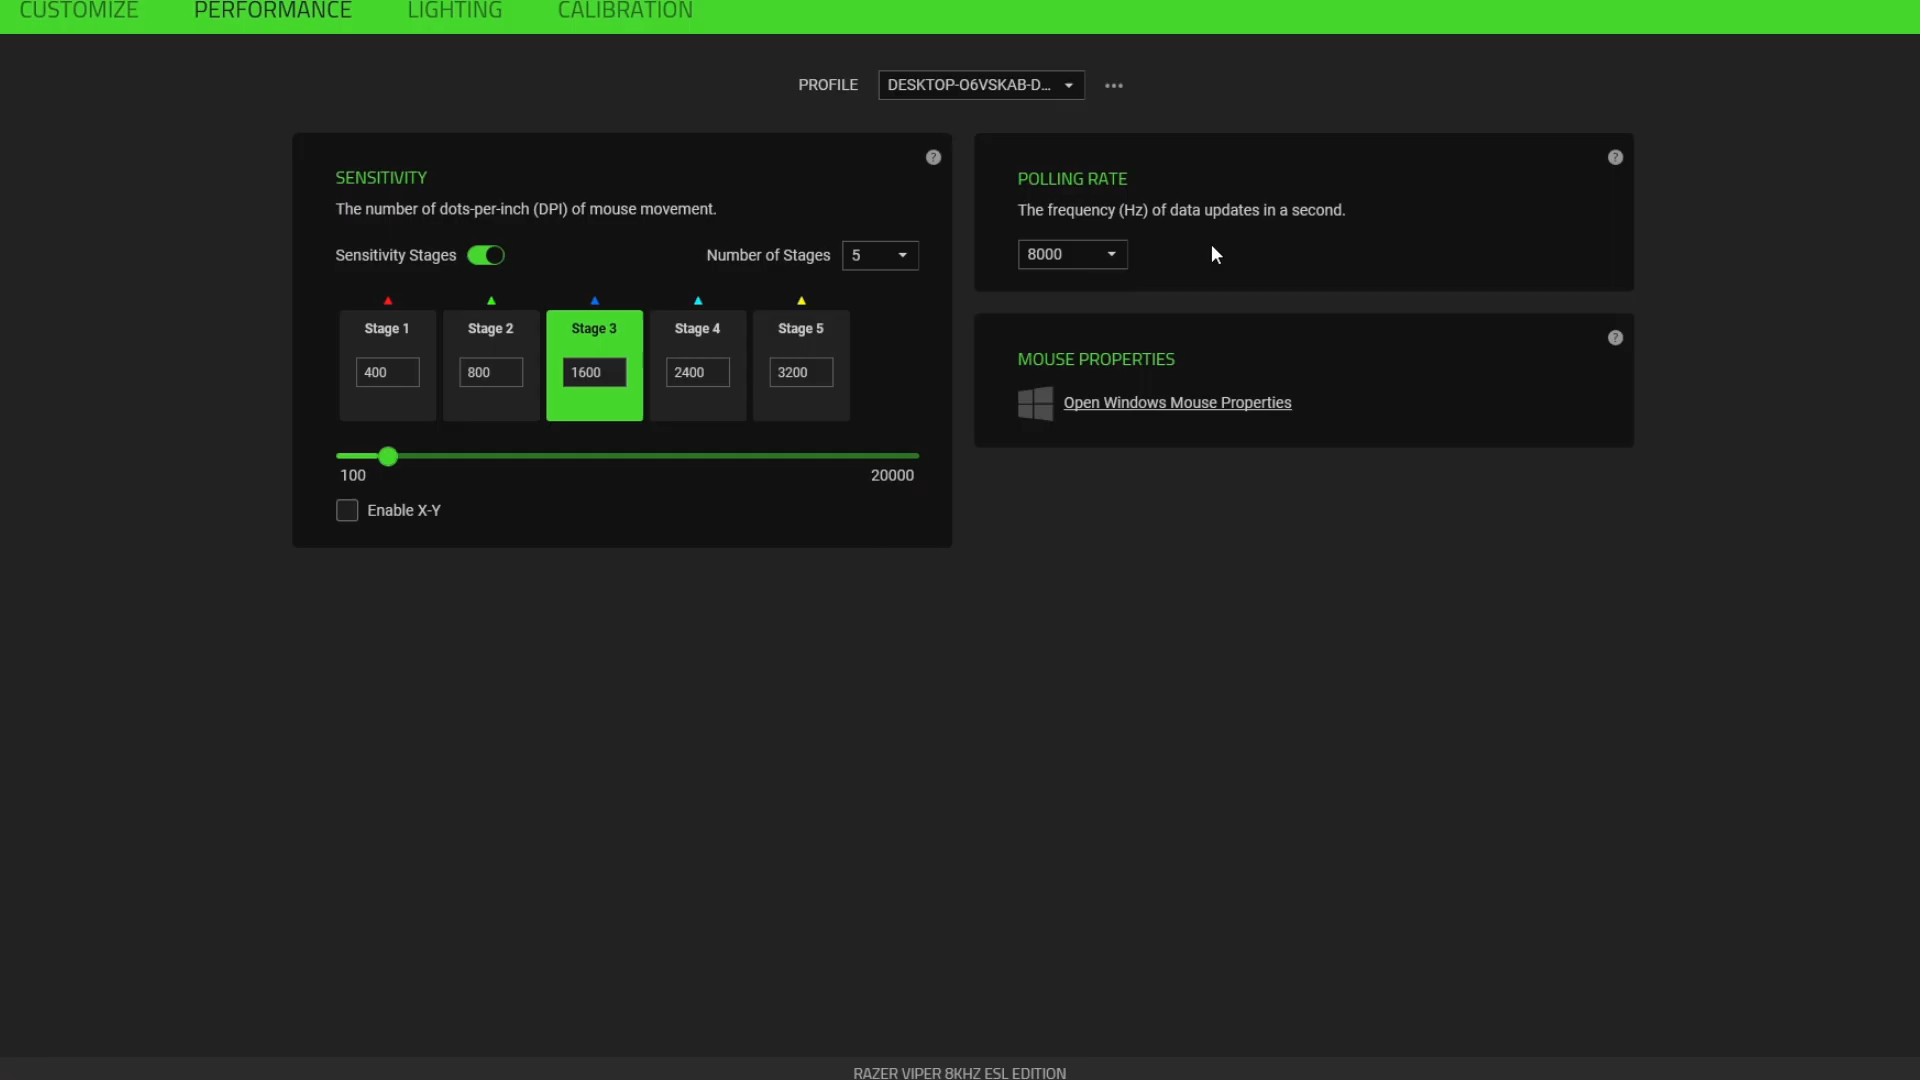 CUSTOMIZE PERFORMANCE LIGHTING CALIBRATION
PROFILE DESKTOP-O6VSKAB-D... •••
SENSITIVITY
The number of dots-per-inch (DPI) of mouse movement.
Sensitivity Stages Number of Stages 5
Stage 1 Stage 2 Stage 3 Stage 4 Stage 5
400 800 1600 2400 3200
100 20000
Enable X-Y
?
POLLING RATE
The frequency (Hz) of data updates in a second.
8000
?
MOUSE PROPERTIES
Open Windows Mouse Properties
?
RAZER VIPER 8KHZ ESL EDITION